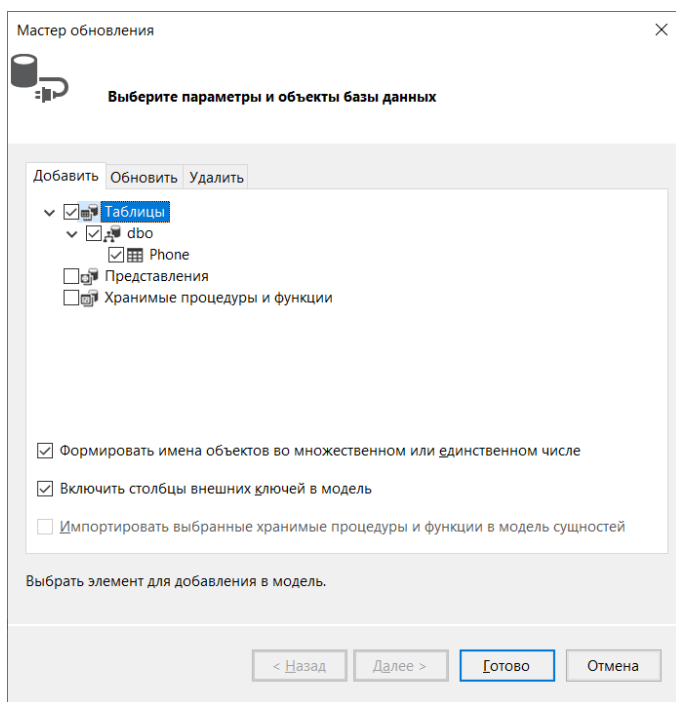 Мастер обновления
Выберите параметры и объекты базы данных
Добавить Обновить Удалить
Таблицы
dbo
Phone
Представления
Хранимые процедуры и функции
Формировать имена объектов во множественном или единственном числе
Включить столбцы внешних ключей в модель
Импортировать выбранные хранимые процедуры и функции в модель сущностей
Выбрать элемент для добавления в модель.
< Назад Далее > Готово Отмена